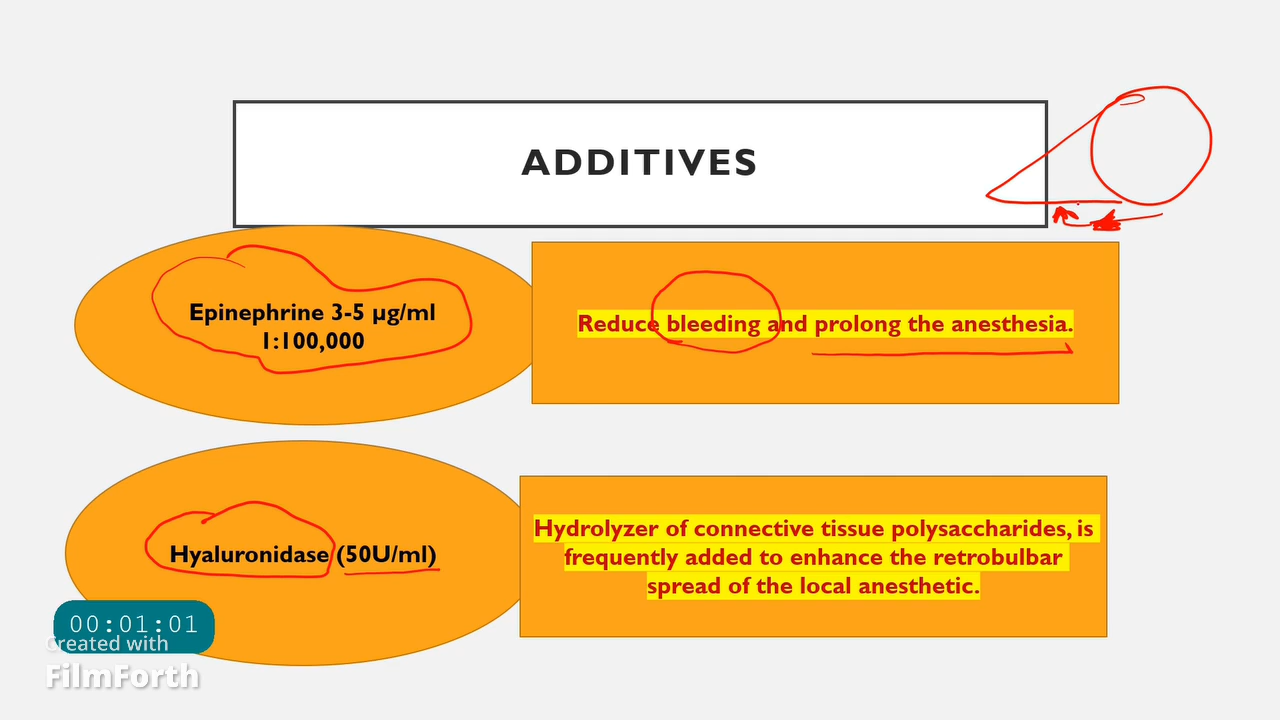 ADDITIVES
Epinephrine 3-5 µg/ml
1:100,000
Reduce bleeding and prolong the anesthesia.
Hyaluronidase (50U/ml)
Hydrolyzer of connective tissue polysaccharides, is
frequently added to enhance the retrobulbar
spread of the local anesthetic.
00:01:01
Created with
FilmForth